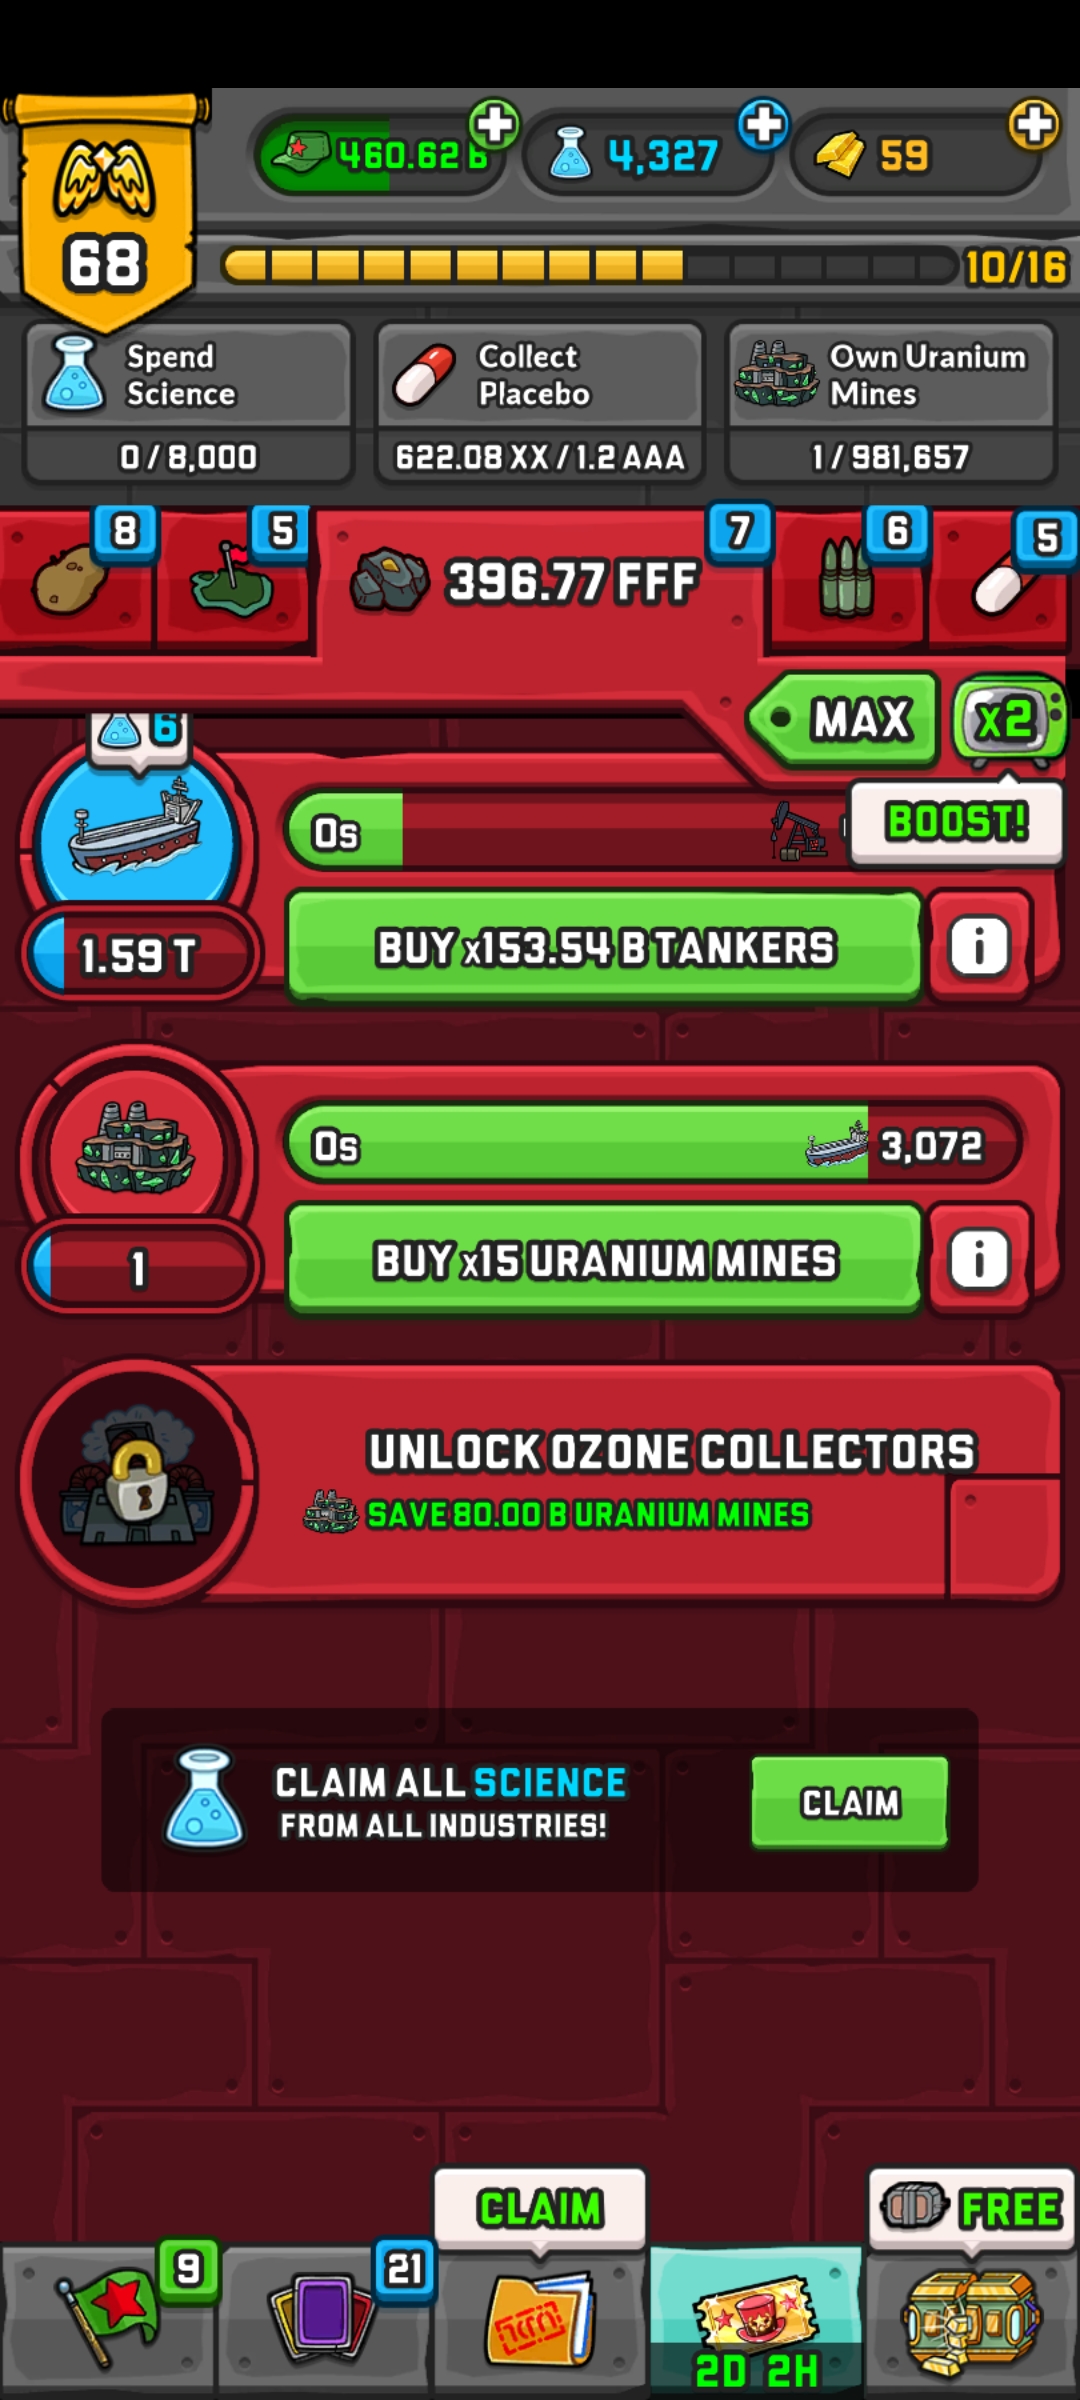 68
460.62 B
4,327
59
10/16
Spend
Science
0 / 8,000
Collect
Placebo
622.08 XX / 1.2 AAA
Own Uranium
Mines
1 / 981,657
8
5
396.77 FFF
7
6
5
MAX
x2
BOOST!
6
0s
1.59 T
BUY x153.54 B TANKERS
i
0s
3,072
1
BUY x15 URANIUM MINES
i
UNLOCK OZONE COLLECTORS
SAVE 80.00 B URANIUM MINES
CLAIM ALL SCIENCE
FROM ALL INDUSTRIES!
CLAIM
CLAIM
FREE
9
21
2D 2H